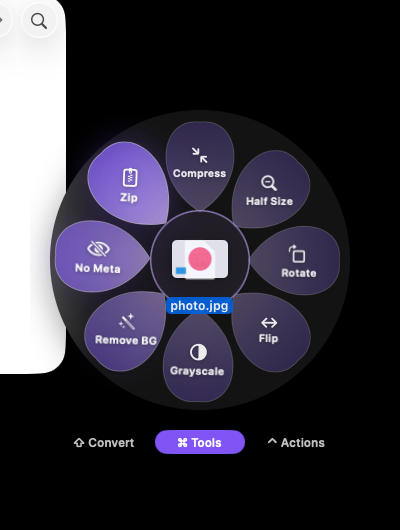 Compress
Zip
Half Size
No Meta
Rotate
photo.jpg
Remove BG
Flip
Grayscale
⇧ Convert
⌘ Tools
⌃ Actions